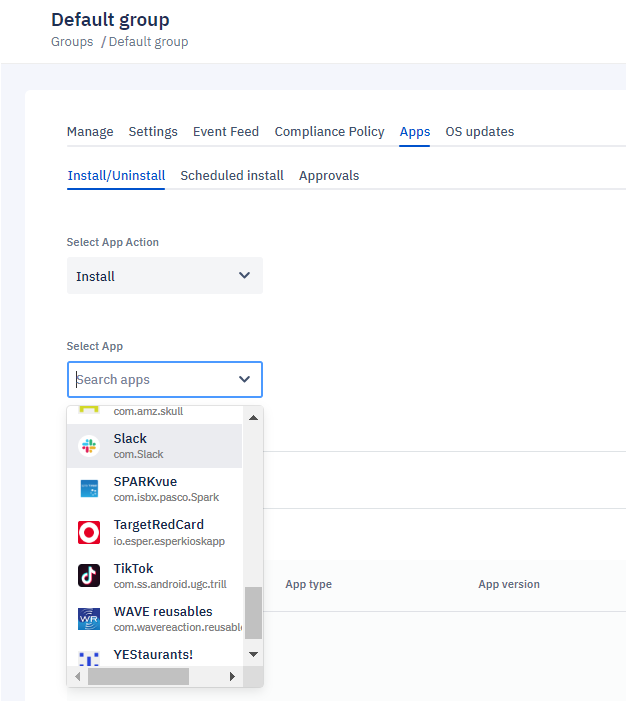 Default group
Groups / Default group
Manage Settings Event Feed Compliance Policy Apps OS updates
Install/Uninstall Scheduled install Approvals
Select App Action
Install
Select App
Search apps
com.amz.skull
Slack
com.Slack
SPARKvue
com.isbx.pasco.Spark
TargetRedCard
io.esper.esperkioskapp
TikTok
com.ss.android.ugc.trill
App type App version
WAVE reusables
WR
com.wavereaction.reusabl
YEStaurants!